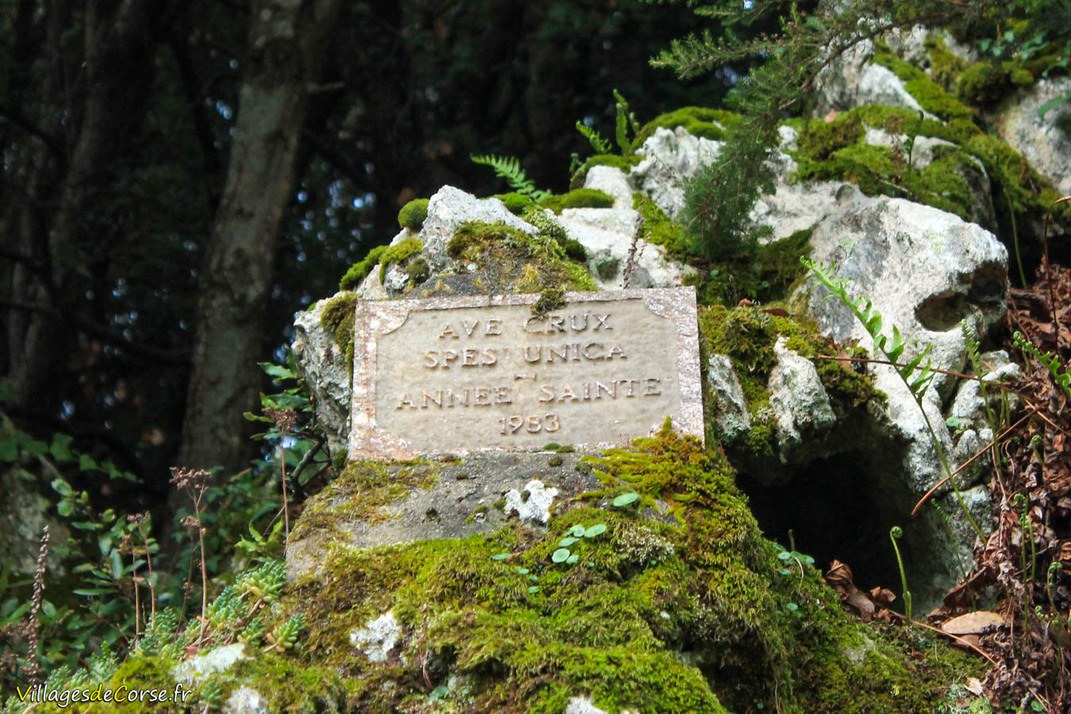 AVE CRUX
SPES UNICA
-
ANNEE SAINTE
1983
VillagesdeCorse.fr